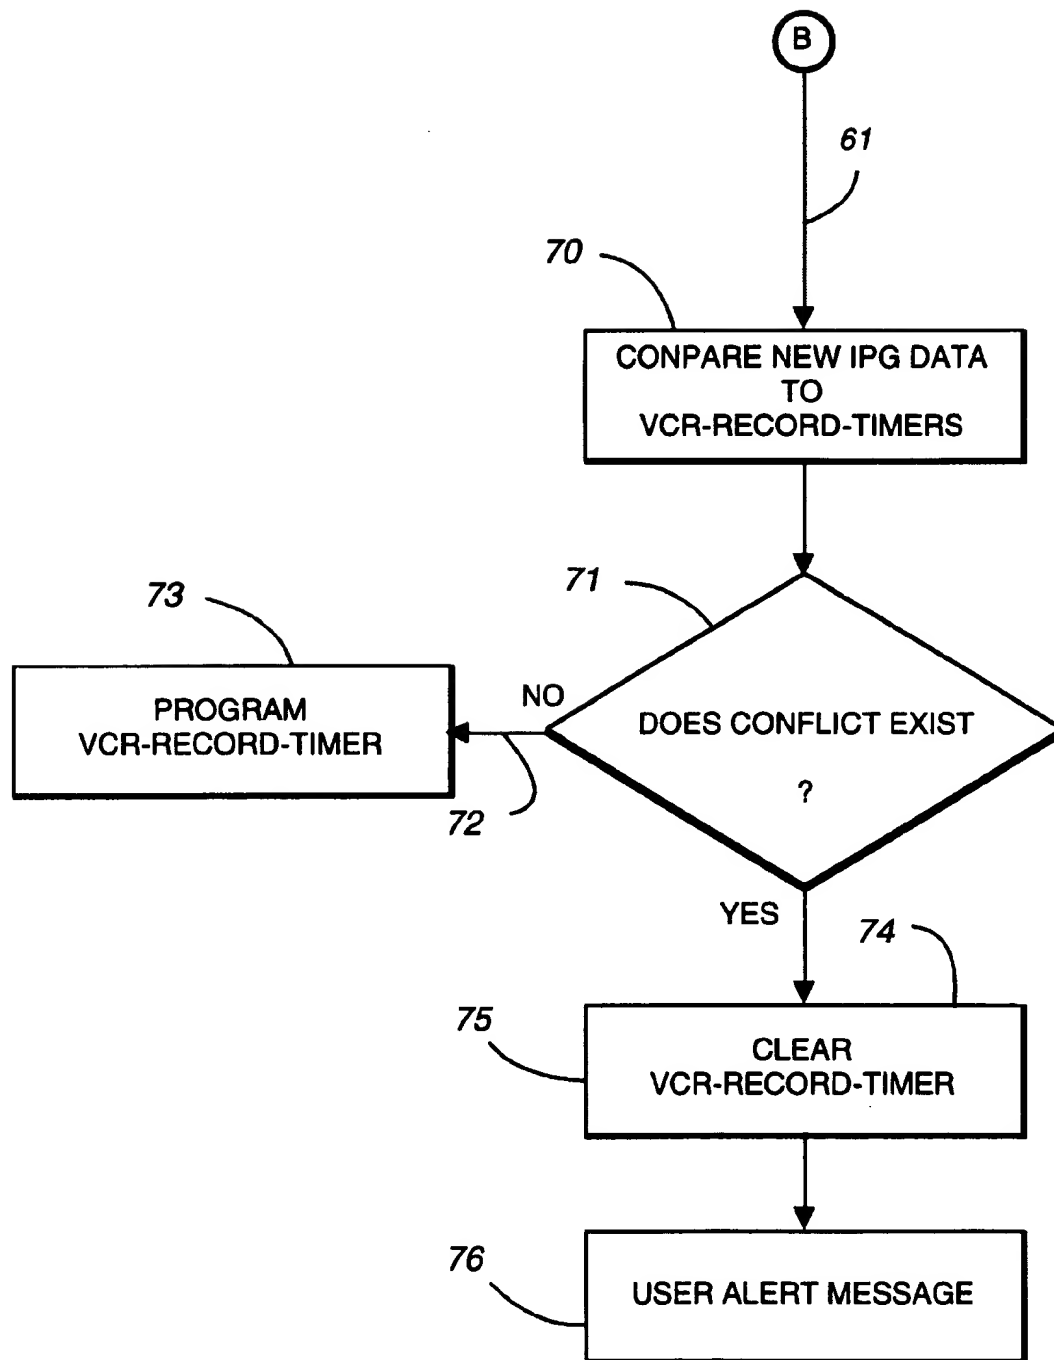 B
61
70
CONPARE NEW IPG DATA
TO
VCR-RECORD-TIMERS
71
73
NO
DOES CONFLICT EXIST
?
PROGRAM
VCR-RECORD-TIMER
72
YES
74
75
CLEAR
VCR-RECORD-TIMER
76
USER ALERT MESSAGE